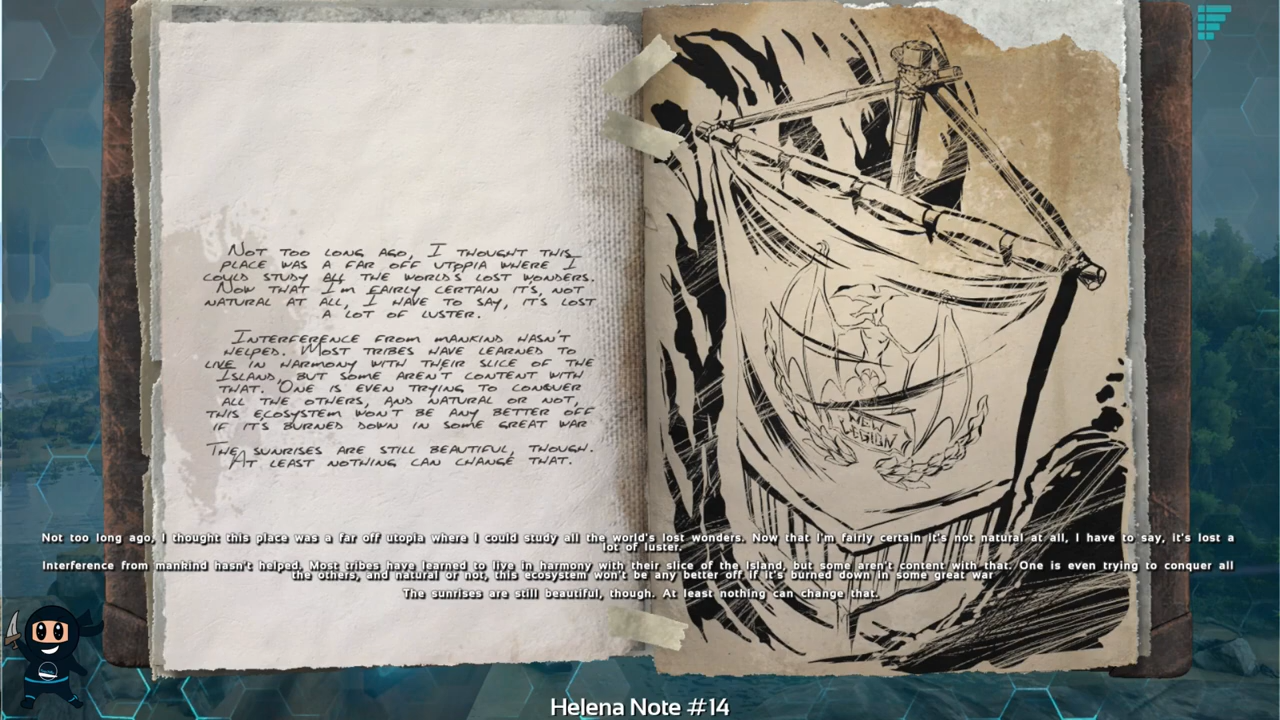 Not too long ago, I thought this
place was a far off utopia where I
could study all the world's lost wonders.
Now that I'm fairly certain it's, not
natural at all, I have to say, it's lost
a lot of luster.
Interference from mankind hasn't
helped. Most tribes have learned to
live in harmony with their slice of the
Island, but some aren't content with
that. One is even trying to conquer
all the others, and natural or not,
this ecosystem won't be any better off
if it's burned down in some great war
The sunrises are still beautiful, though.
At least nothing can change that.
NEW
LEGION
Not too long ago, I thought this place was a far off utopia where I could study all the world's lost wonders. Now that I'm fairly certain it's not natural at all, I have to say, it's lost a
lot of luster.
Interference from mankind hasn't helped. Most tribes have learned to live in harmony with their slice of the Island, but some aren't content with that. One is even trying to conquer all
the others, and natural or not, this ecosystem won't be any better off if it's burned down in some great war
The sunrises are still beautiful, though. At least nothing can change that.
Helena Note #14